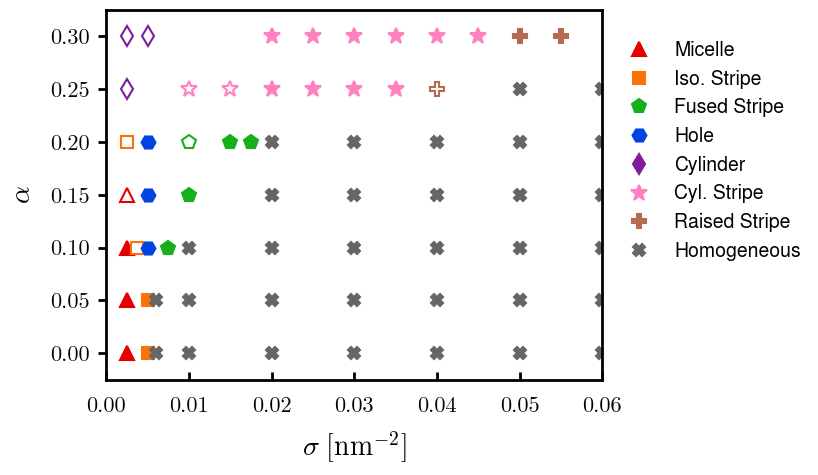 0.30
0.25
0.20
0.15
0.10
0.05
0.00
α
0.00 0.01 0.02 0.03 0.04 0.05 0.06
σ [nm⁻²]
Micelle
Iso. Stripe
Fused Stripe
Hole
Cylinder
Cyl. Stripe
Raised Stripe
Homogeneous